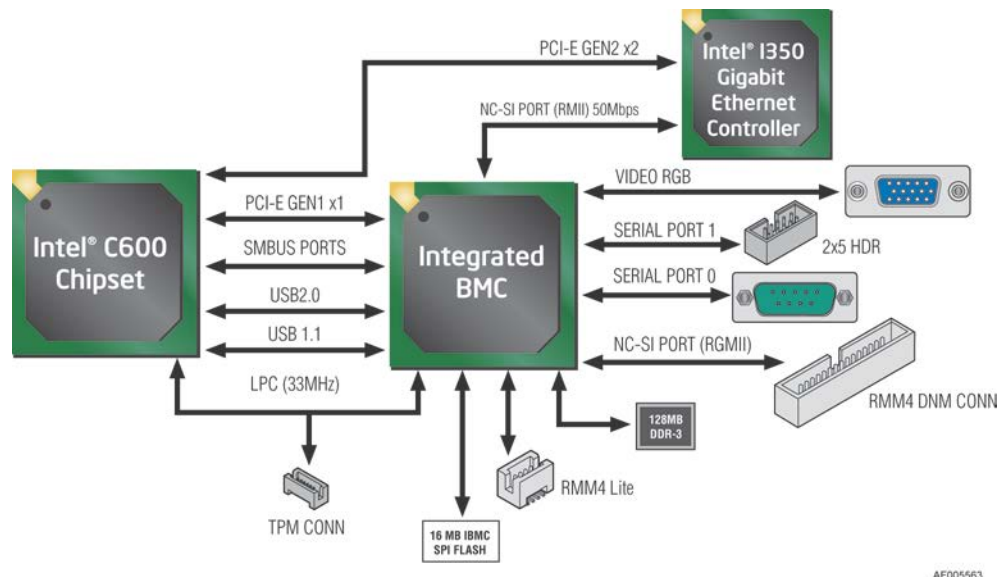 PCI-E GEN2 x2
Intel® I350
Gigabit
Ethernet
Controller
NC-SI PORT (RMII) 50Mbps
Intel® C600
Chipset
PCI-E GEN1 x1
SMBUS PORTS
USB2.0
USB 1.1
LPC (33MHz)
Integrated
BMC
VIDEO RGB
SERIAL PORT 1
2x5 HDR
SERIAL PORT 0
NC-SI PORT (RGMII)
RMM4 DNM CONN
128MB
DDR-3
RMM4 Lite
TPM CONN
16 MB IBMC
SPI FLASH
AF005563